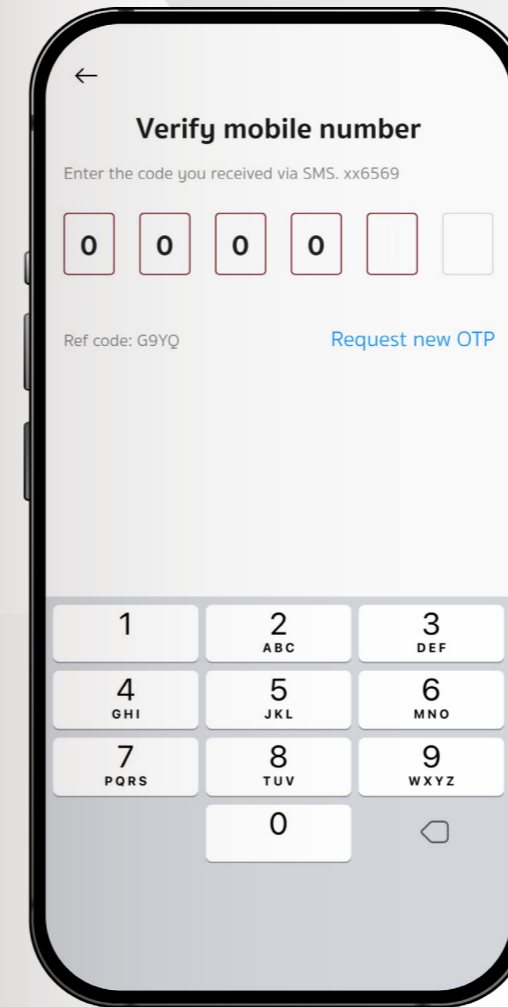 Verify mobile number
Enter the code you received via SMS. xx6569
0 0 0 0
Ref code: G9YQ
Request new OTP
1 2 3
ABC DEF
4 5 6
GHI JKL MNO
7 8 9
PQRS TUV WXYZ
0